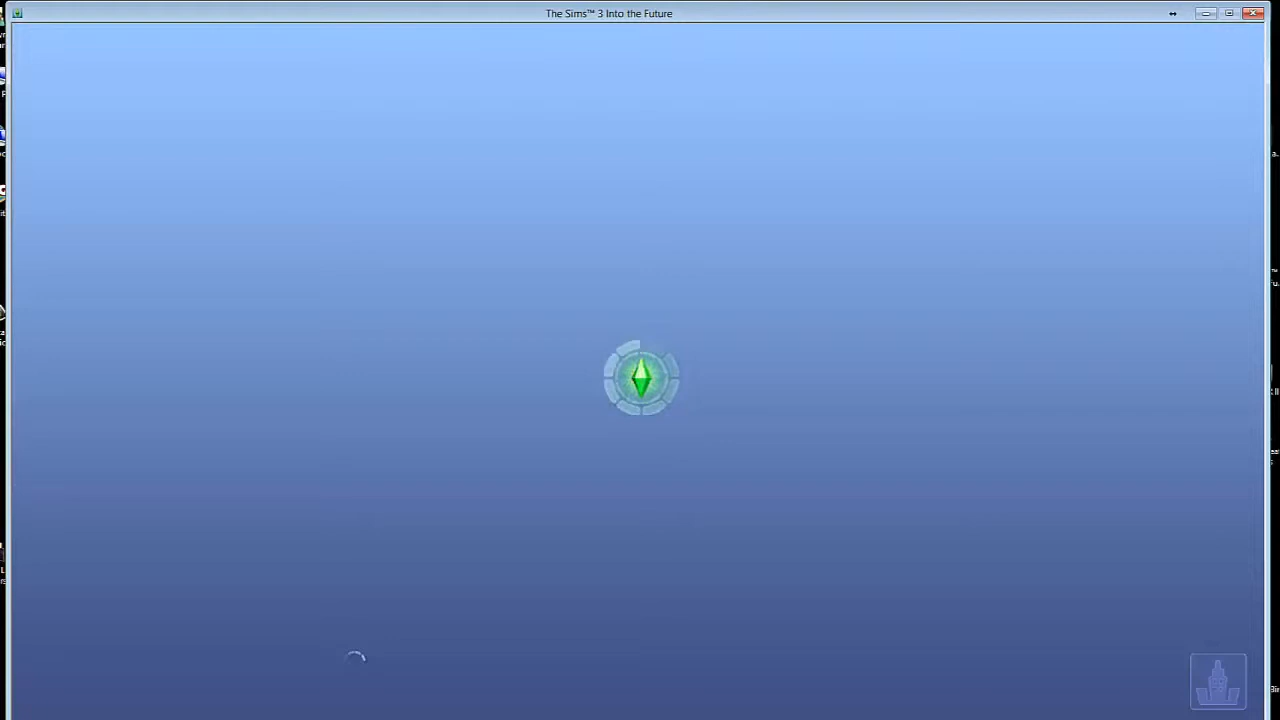 The Sims™ 3 Into the Future